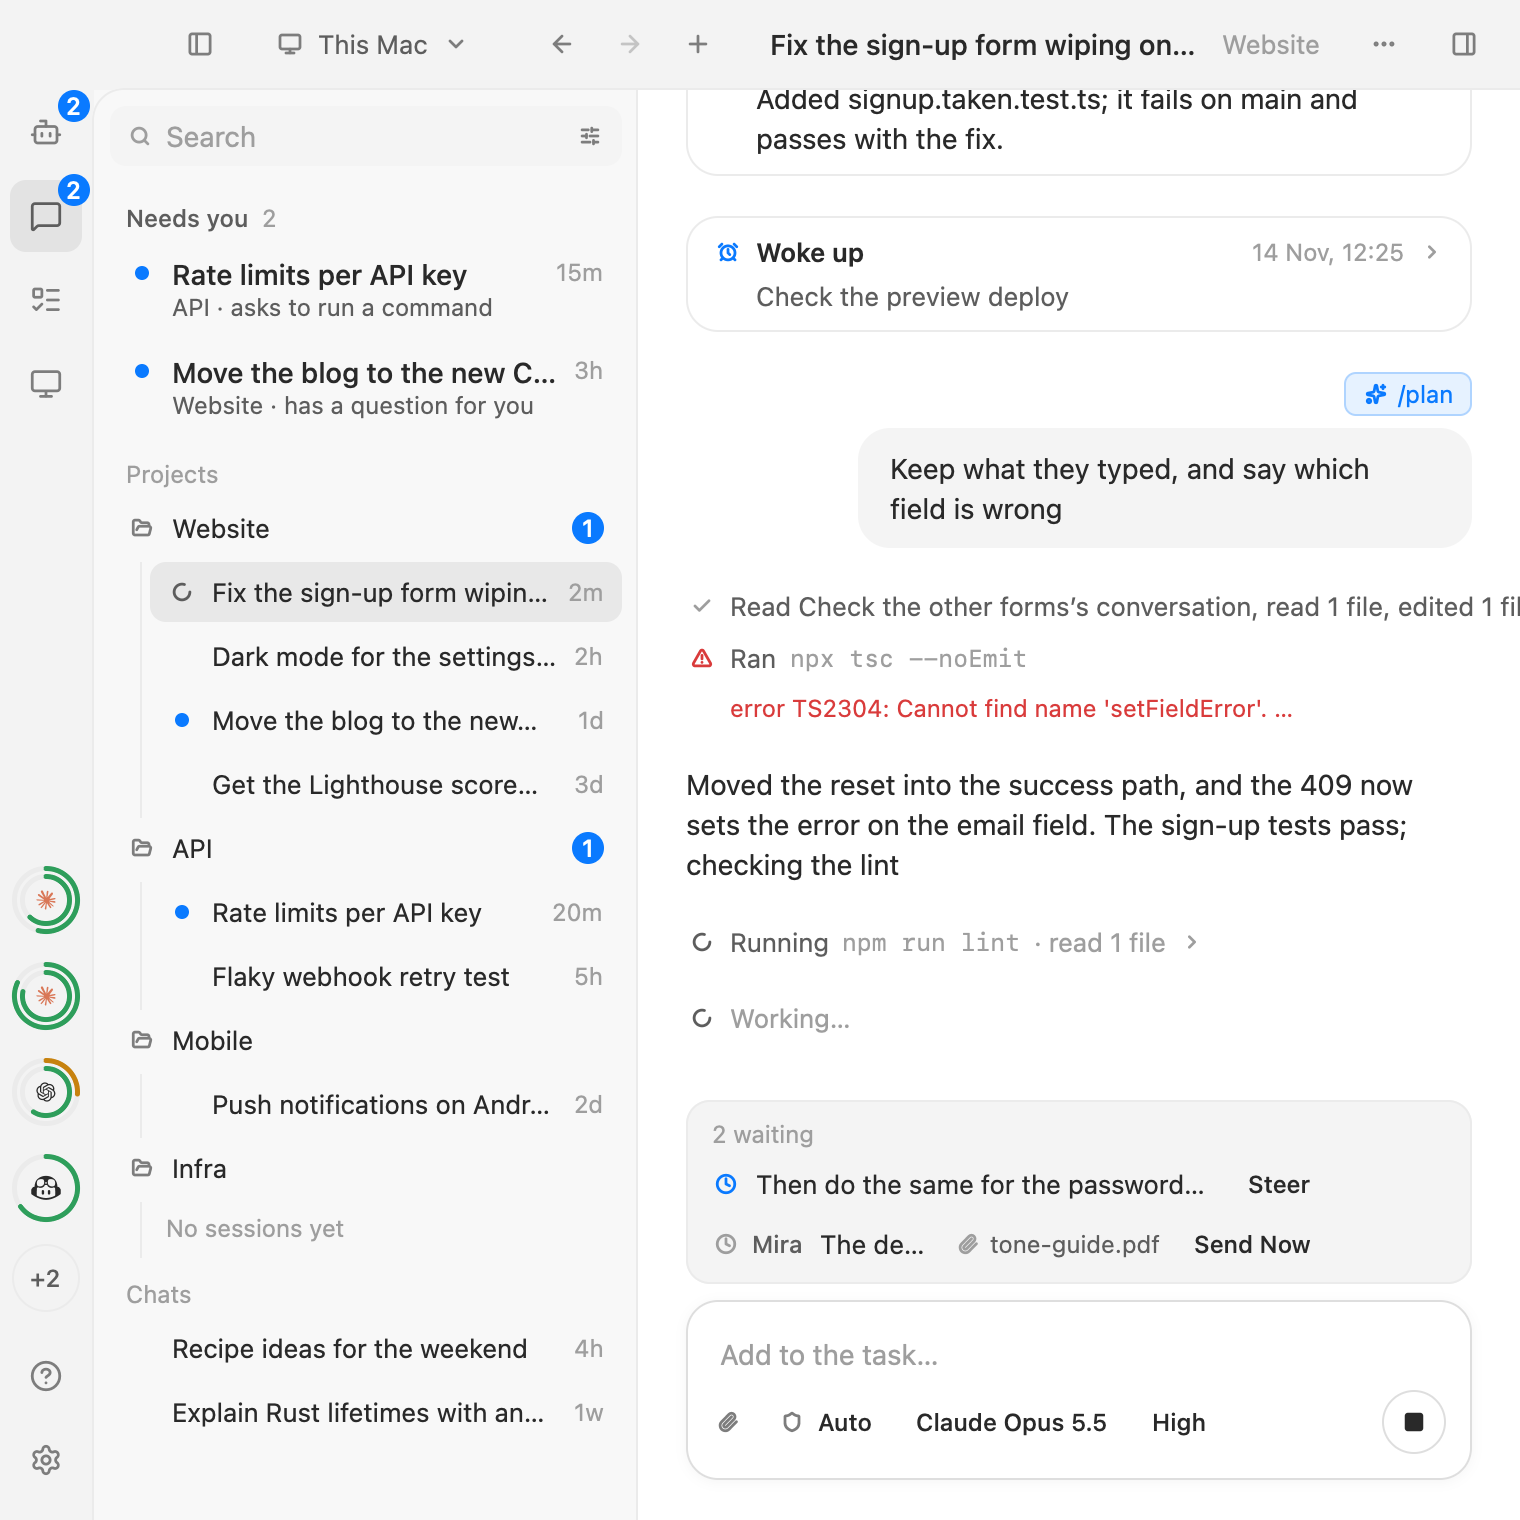 This Mac
Fix the sign-up form wiping on... Website
2
2
Search
Needs you 2
Rate limits per API key 15m
API · asks to run a command
Move the blog to the new C... 3h
Website · has a question for you
Projects
Website 1
Fix the sign-up form wipin... 2m
Dark mode for the settings... 2h
Move the blog to the new... 1d
Get the Lighthouse score... 3d
API 1
Rate limits per API key 20m
Flaky webhook retry test 5h
Mobile
Push notifications on Andr... 2d
Infra
No sessions yet
Chats
Recipe ideas for the weekend 4h
Explain Rust lifetimes with an... 1w
+2
Added signup.taken.test.ts; it fails on main and
passes with the fix.
Woke up 14 Nov, 12:25
Check the preview deploy
/plan
Keep what they typed, and say which
field is wrong
Read Check the other forms’s conversation, read 1 file, edited 1 fil
Ran npx tsc --noEmit
error TS2304: Cannot find name 'setFieldError'. ...
Moved the reset into the success path, and the 409 now
sets the error on the email field. The sign-up tests pass;
checking the lint
Running npm run lint · read 1 file
Working...
2 waiting
Then do the same for the password... Steer
Mira The de... tone-guide.pdf Send Now
Add to the task...
Auto Claude Opus 5.5 High